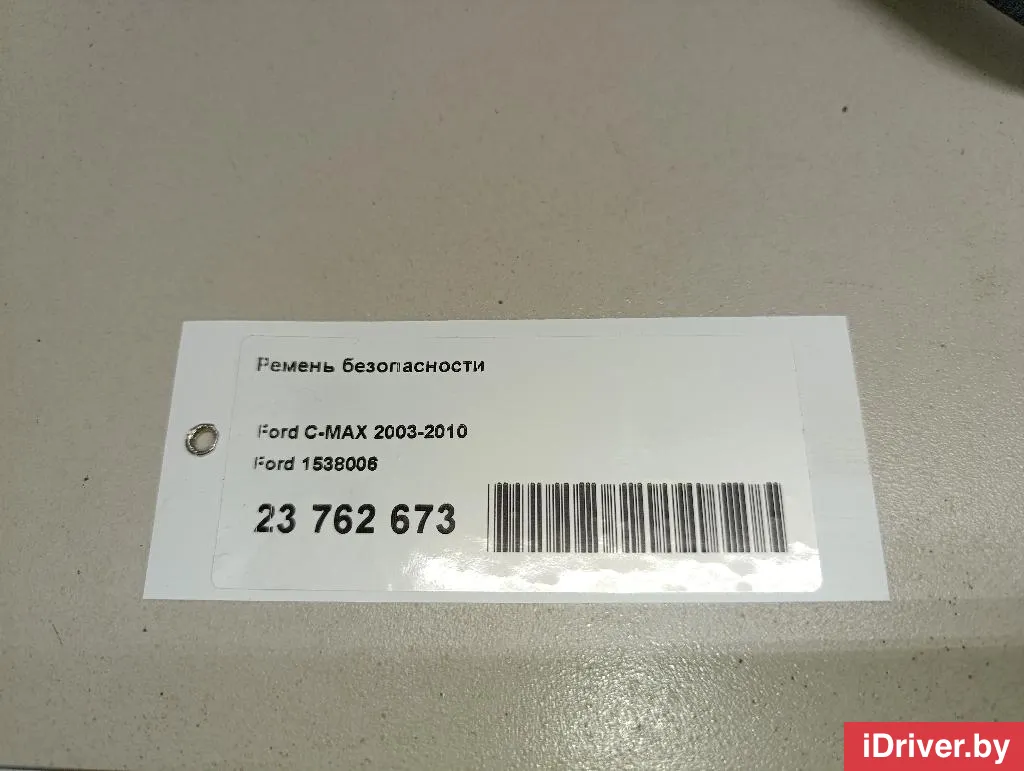 Ремень безопасности
Ford C-MAX 2003-2010
Ford 1538006
23 762 673
iDriver.by